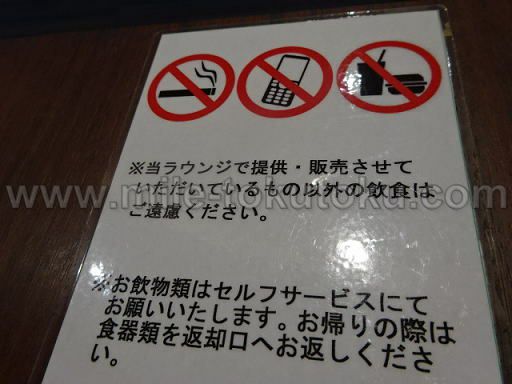 ※当ラウンジで提供・販売させて
いただいているもの以外の飲食は
www.mile-tokutoku.com
ご遠慮ください。
※お飲物類はセルフサービスにて
お願いいたします。お帰りの際は
食器類を返却口へお返しくださ
い。